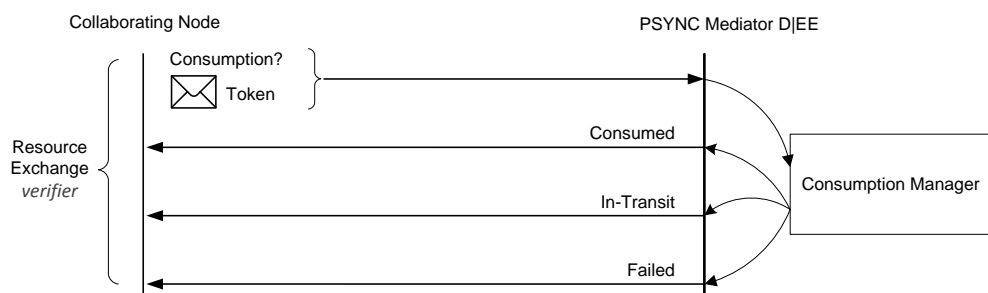 Collaborating Node
PSYNC Mediator D|EE
Consumption?
Token
Consumed
Resource
Exchange
verifier
Consumption Manager
In-Transit
Failed